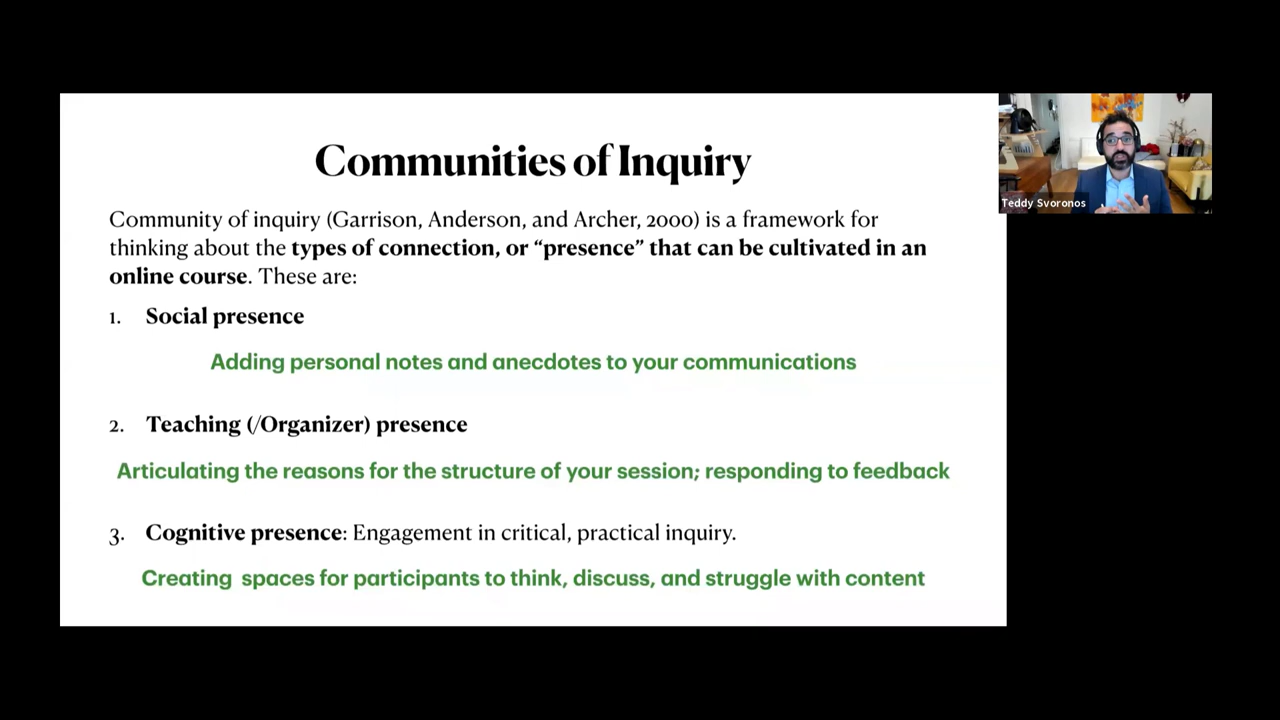 Communities of Inquiry
Community of inquiry (Garrison, Anderson, and Archer, 2000) is a framework for
thinking about the types of connection, or “presence” that can be cultivated in an
online course. These are:
1. Social presence
Adding personal notes and anecdotes to your communications
2. Teaching (/Organizer) presence
Articulating the reasons for the structure of your session; responding to feedback
3. Cognitive presence: Engagement in critical, practical inquiry.
Creating spaces for participants to think, discuss, and struggle with content
Teddy Svoronos